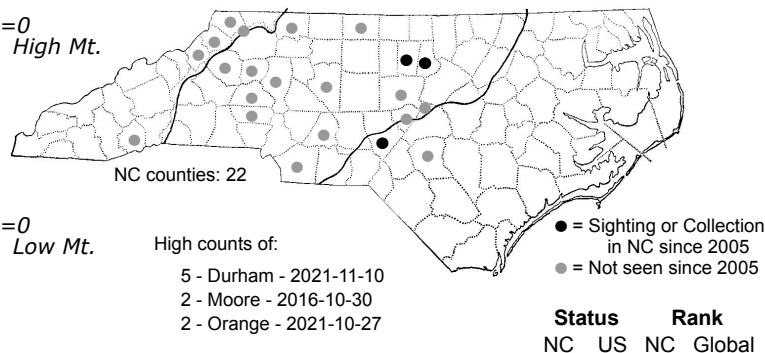 =0
High Mt.
NC counties: 22
=0
Low Mt.
High counts of:
5 - Durham - 2021-11-10
2 - Moore - 2016-10-30
2 - Orange - 2021-10-27
● = Sighting or Collection
in NC since 2005
● = Not seen since 2005
Status Rank
NC US NC Global